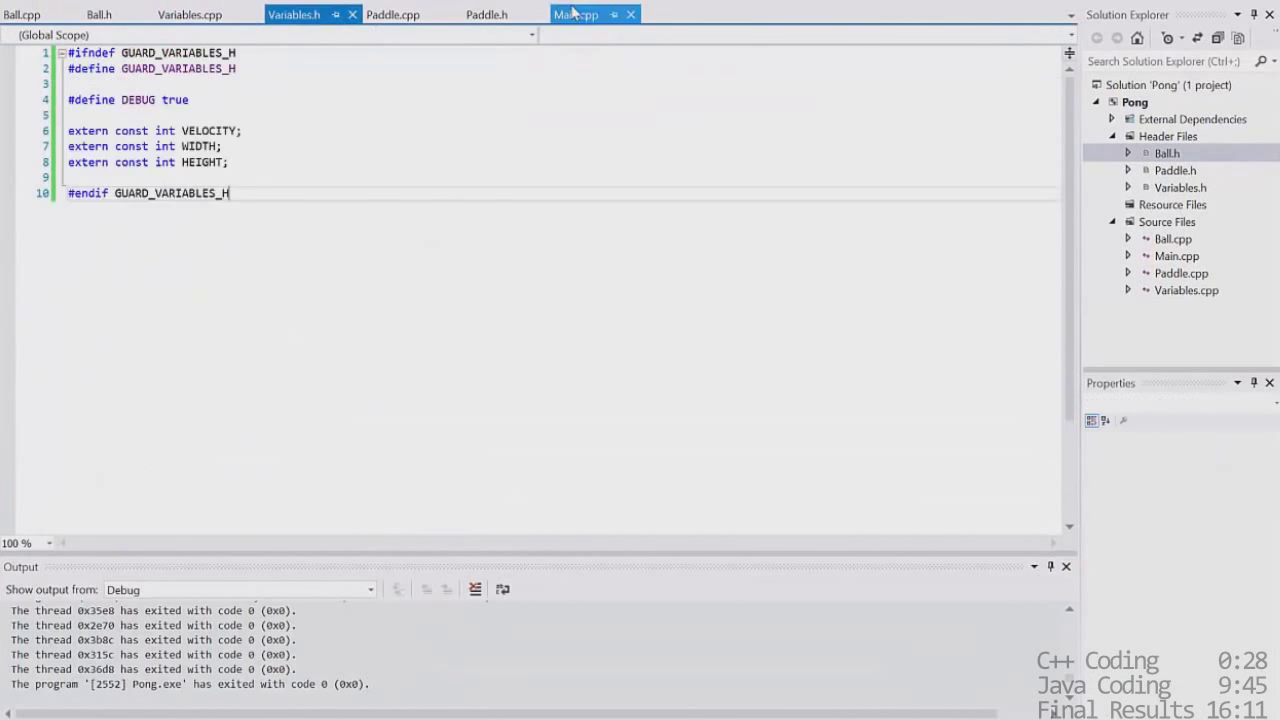 Ball.cpp Ball.h Variables.cpp Variables.h Paddle.cpp Paddle.h Main.cpp
(Global Scope)
1 #ifndef GUARD_VARIABLES_H
2 #define GUARD_VARIABLES_H
3
4 #define DEBUG true
5
6 extern const int VELOCITY;
7 extern const int WIDTH;
8 extern const int HEIGHT;
9
10 #endif GUARD_VARIABLES_H
100 %
Output
Show output from: Debug
The thread 0x35e8 has exited with code 0 (0x0).
The thread 0x2e70 has exited with code 0 (0x0).
The thread 0x3b8c has exited with code 0 (0x0).
The thread 0x315c has exited with code 0 (0x0).
The thread 0x36d8 has exited with code 0 (0x0).
The program '[2552] Pong.exe' has exited with code 0 (0x0).
Solution Explorer
Search Solution Explorer (Ctrl+;)
Solution 'Pong' (1 project)
Pong
External Dependencies
Header Files
Ball.h
Paddle.h
Variables.h
Resource Files
Source Files
Ball.cpp
Main.cpp
Paddle.cpp
Variables.cpp
Properties
C++ Coding 0:28
Java Coding 9:45
Final Results 16:11